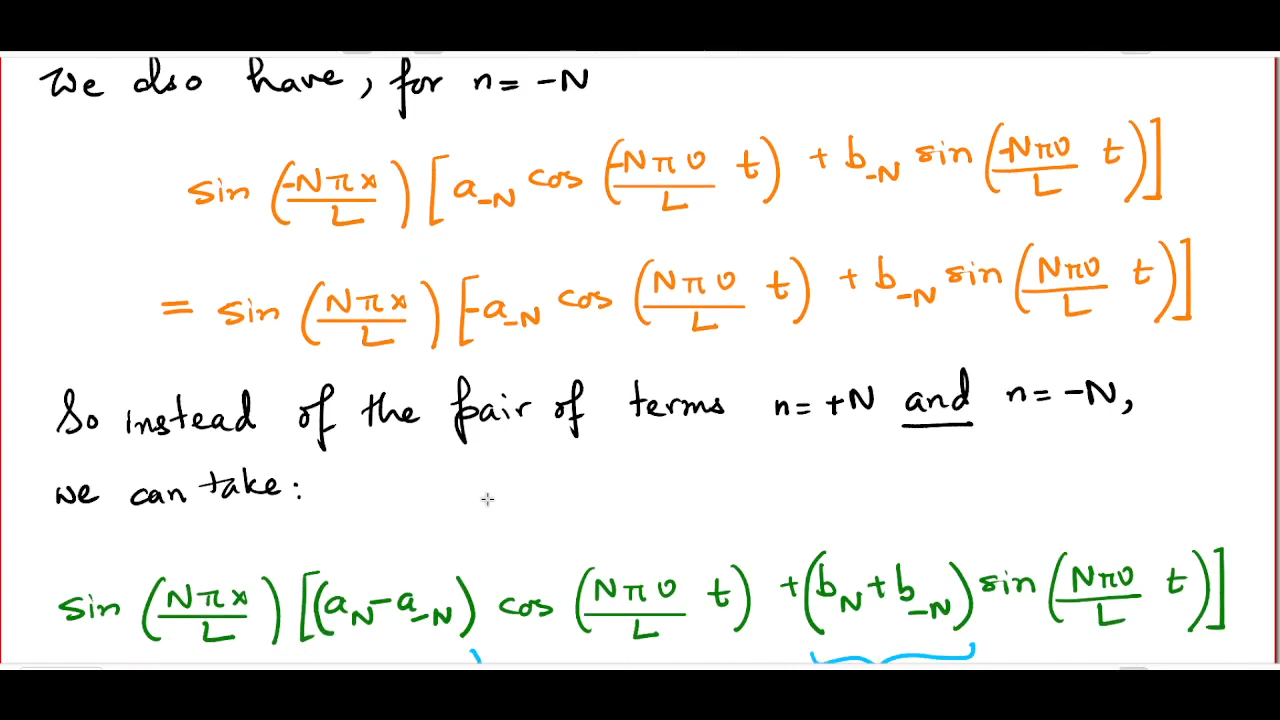 We also have, for n = -N
sin (-Nπx/L) [a_-N cos (-Nπv/L t) + b_-N sin (-Nπv/L t)]
= sin (Nπx/L) [-a_-N cos (Nπv/L t) + b_-N sin (Nπv/L t)]
So instead of the pair of terms n = +N and n = -N,
we can take:
sin (Nπx/L) [(a_N - a_-N) cos (Nπv/L t) + (b_N + b_-N) sin (Nπv/L t)]